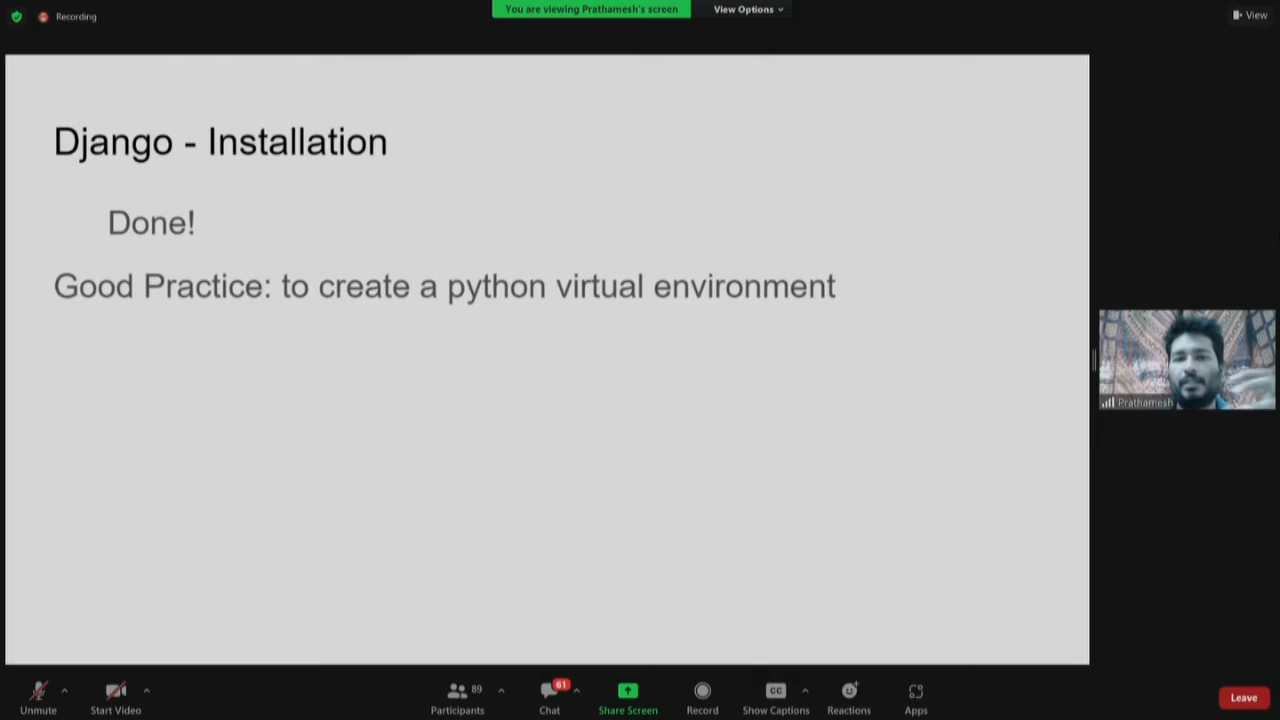 Recording
You are viewing Prathamesh's screen
View Options
View
Django - Installation
Done!
Good Practice: to create a python virtual environment
Prathamesh
Unmute
Start Video
89
Participants
61
Chat
Share Screen
Record
CC
Show Captions
Reactions
Apps
Leave